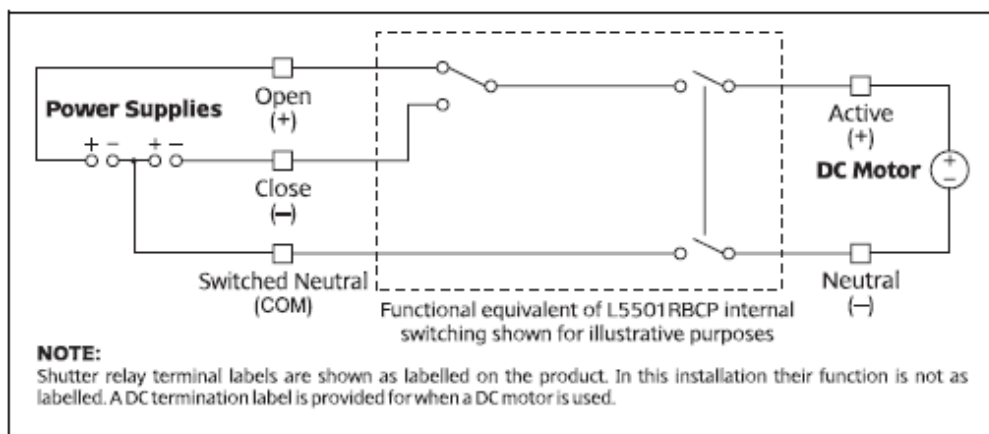 Open
(+)
Power Supplies
+ - + -
Close
(−)
Switched Neutral
(COM)
Active
(+)
DC Motor
+
−
Neutral
(−)
Functional equivalent of L5501RBCP internal
switching shown for illustrative purposes
NOTE:
Shutter relay terminal labels are shown as labelled on the product. In this installation their function is not as
labelled. A DC termination label is provided for when a DC motor is used.